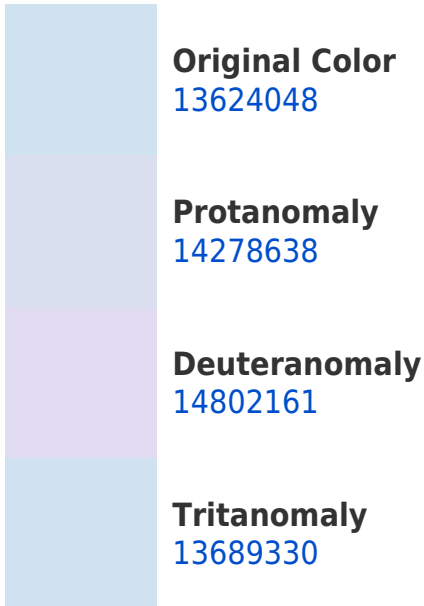 Original Color
13624048
Protanomaly
14278638
Deuteranomaly
14802161
Tritanomaly
13689330